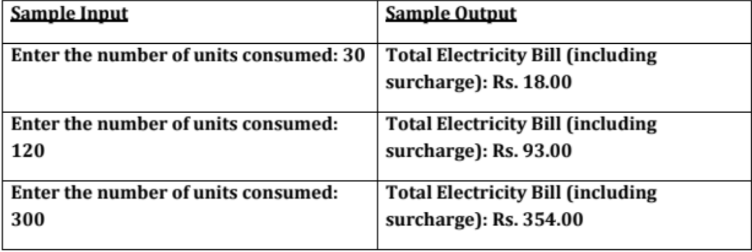 Sample Input
Sample Output
Enter the number of units consumed: 30
Total Electricity Bill (including
surcharge): Rs. 18.00
Enter the number of units consumed:
120
Total Electricity Bill (including
surcharge): Rs. 93.00
Enter the number of units consumed:
300
Total Electricity Bill (including
surcharge): Rs. 354.00